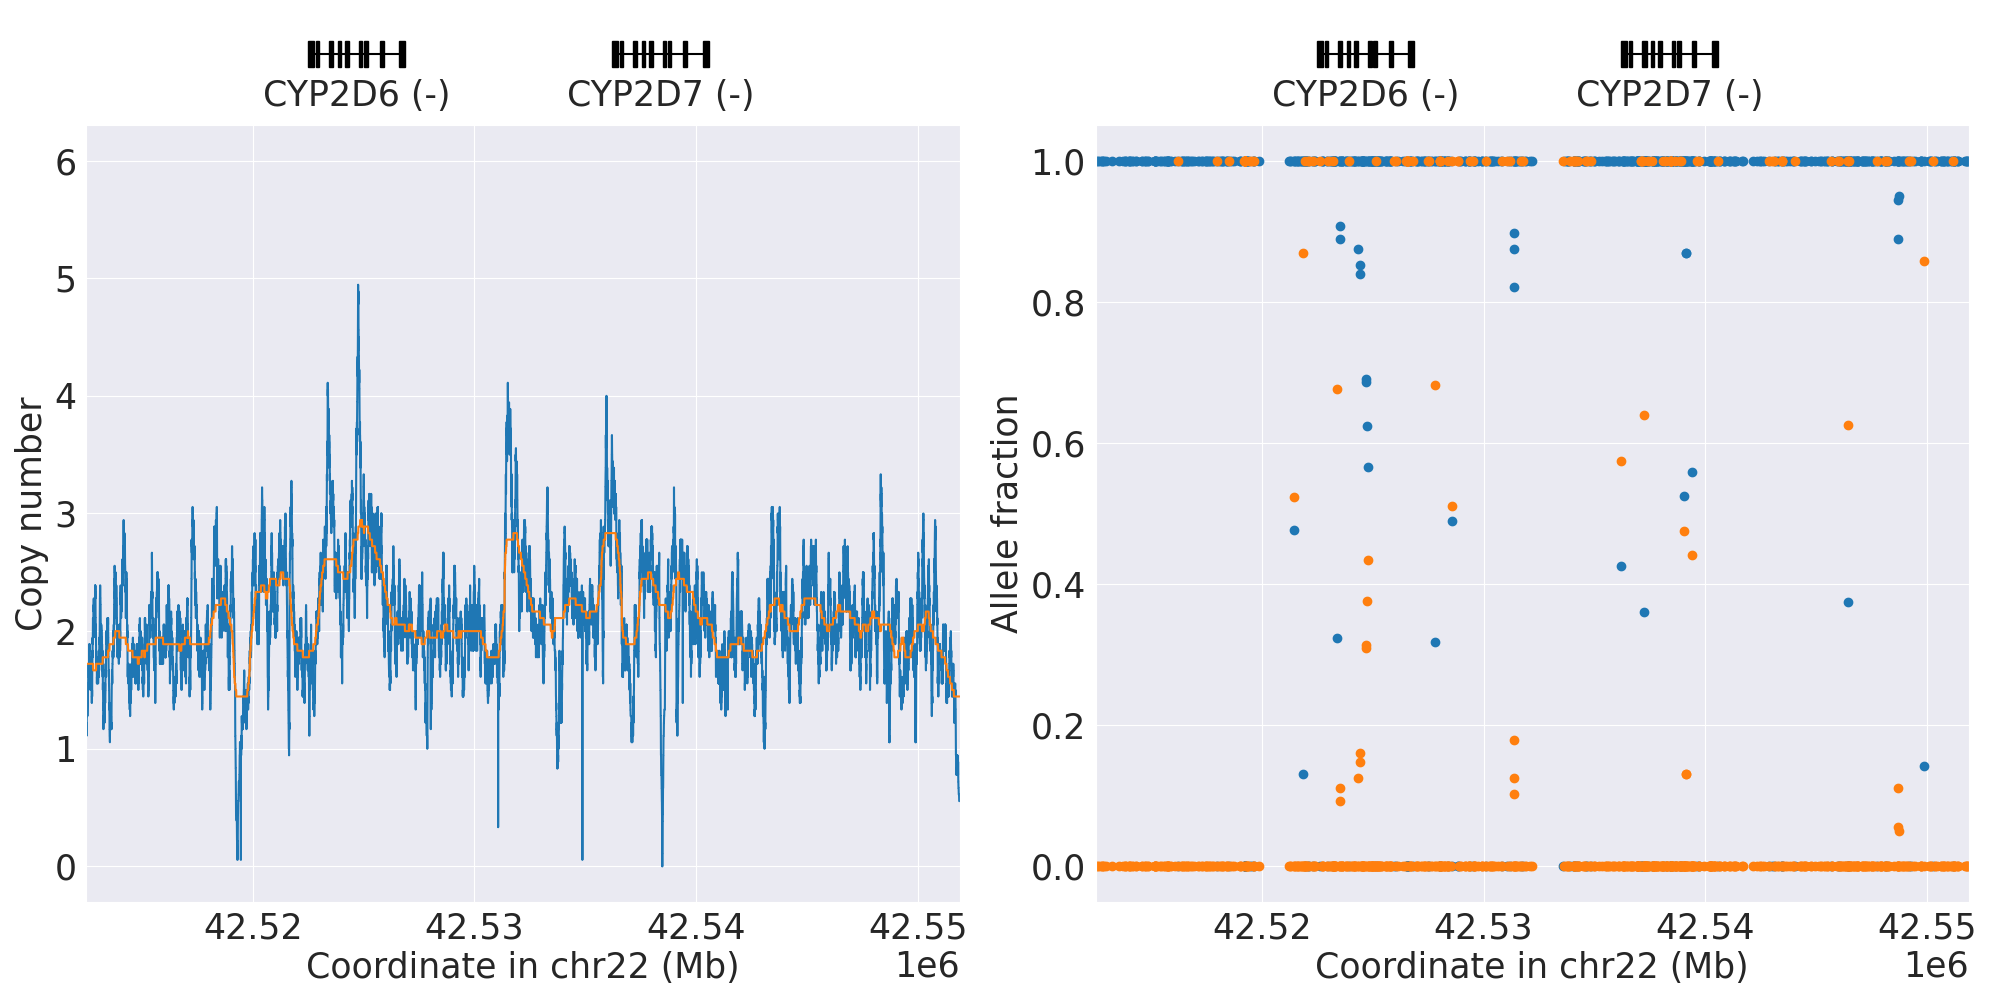 CYP2D6 (-) CYP2D7 (-)
6
5
4
3
2
1
0
Copy number
42.52 42.53 42.54 42.55
Coordinate in chr22 (Mb) 1e6
CYP2D6 (-) CYP2D7 (-)
1.0
0.8
0.6
0.4
0.2
0.0
Allele fraction
42.52 42.53 42.54 42.55
Coordinate in chr22 (Mb) 1e6